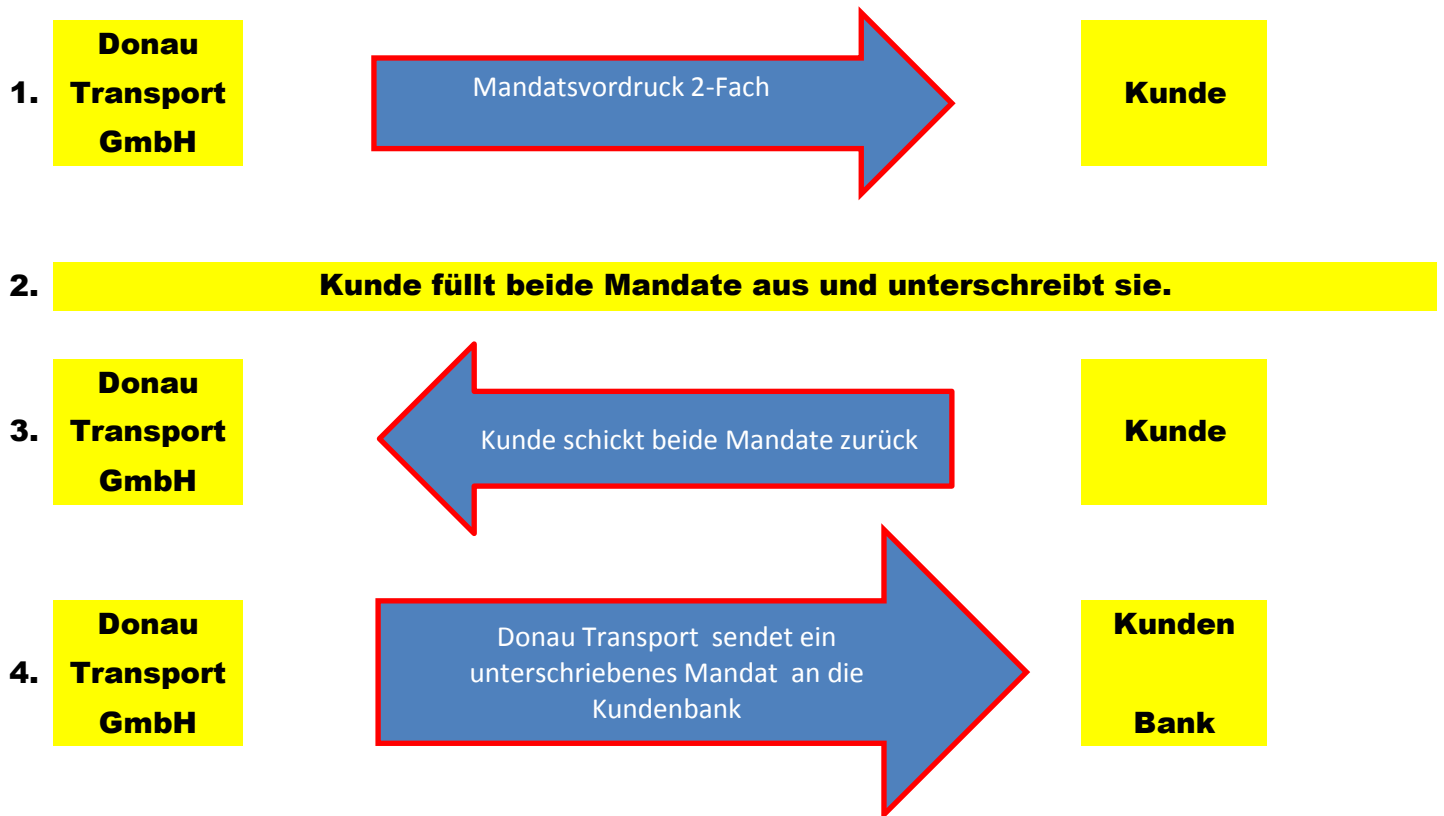 Donau
1. Transport
GmbH
Mandatsvordruck 2-Fach
Kunde
2. Kunde füllt beide Mandate aus und unterschreibt sie.
Donau
3. Transport
GmbH
Kunde schickt beide Mandate zurück
Kunde
Donau
4. Transport
GmbH
Donau Transport sendet ein
unterschriebenes Mandat an die
Kundenbank
Kunden
Bank